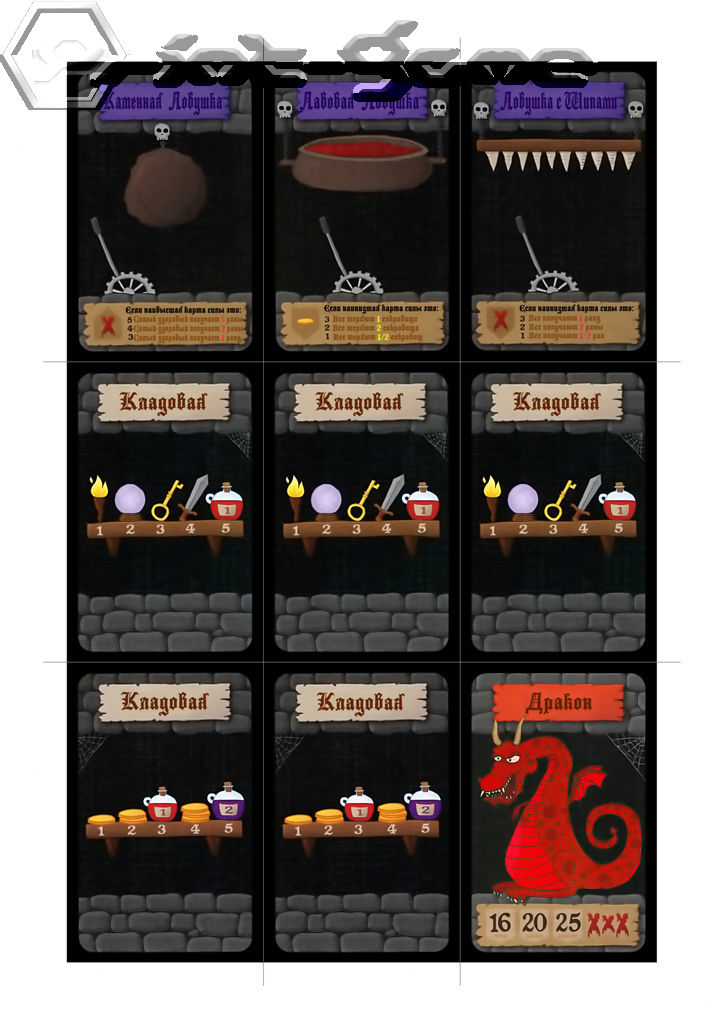 Каменная Ловушка
Лавовая Ловушка
Ловушка с Шипами
Если наивысшая карта силы это:
5 Самый здоровый получает 3 раны
4 Самый здоровый получает 2 раны
3 Самый здоровый получает 1 рану
Если наинизшая карта силы это:
3 Все теряют 1 сокровище
2 Все теряют 2 сокровища
1 Все теряют 1/2 сокровищ
Если наинизшая карта силы это:
3 Все получают 1 рану
2 Все получают 2 раны
1 Все получают 1/2 ран
Кладовая
1
1 2 3 4 5
Кладовая
1
1 2 3 4 5
Кладовая
1
1 2 3 4 5
Кладовая
1 2
1 2 3 4 5
Кладовая
1 2
1 2 3 4 5
Дракон
16 20 25